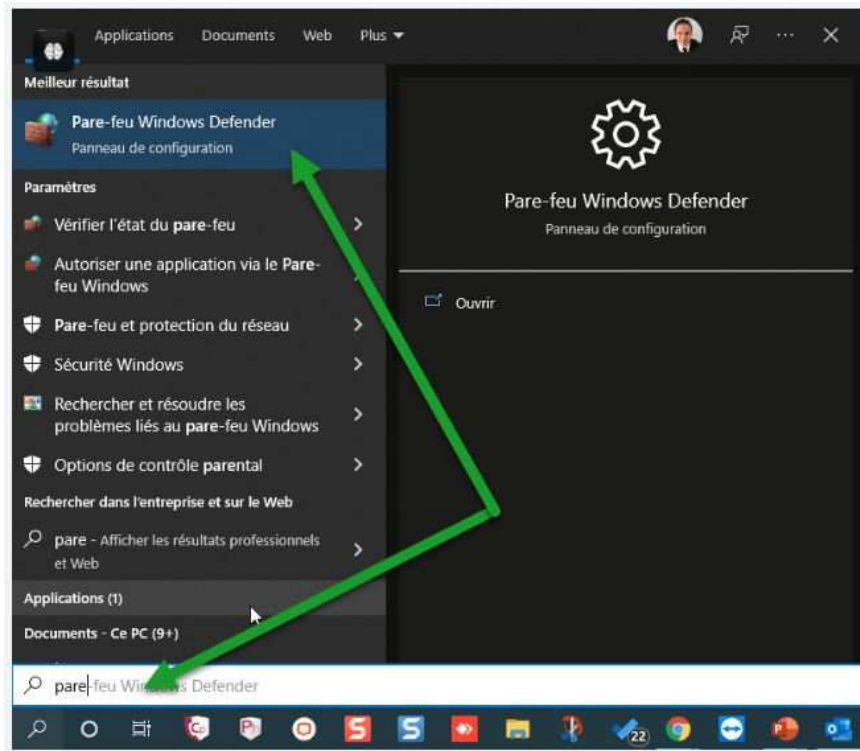 Applications Documents Web Plus
Meilleur résultat
Pare-feu Windows Defender
Panneau de configuration
Paramètres
Vérifier l'état du pare-feu
Autoriser une application via le Pare-
feu Windows
Pare-feu et protection du réseau
Sécurité Windows
Rechercher et résoudre les
problèmes liés au pare-feu Windows
Options de contrôle parental
Rechercher dans l'entreprise et sur le Web
pare - Afficher les résultats professionnels
et Web
Applications (1)
Documents - Ce PC (9+)
Pare-feu Windows Defender
Panneau de configuration
Ouvrir
pare-feu Windows Defender
22